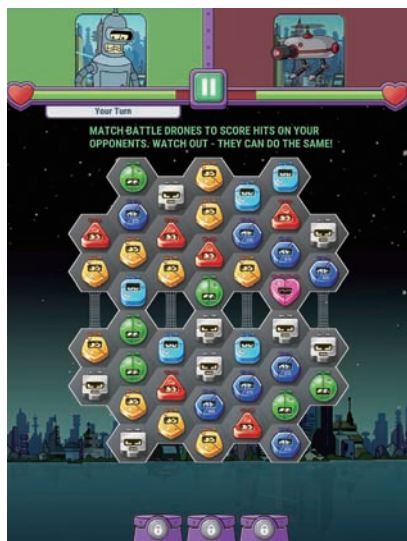 Your Turn
MATCH BATTLE DRONES TO SCORE HITS ON YOUR
OPPONENTS. WATCH OUT - THEY CAN DO THE SAME!